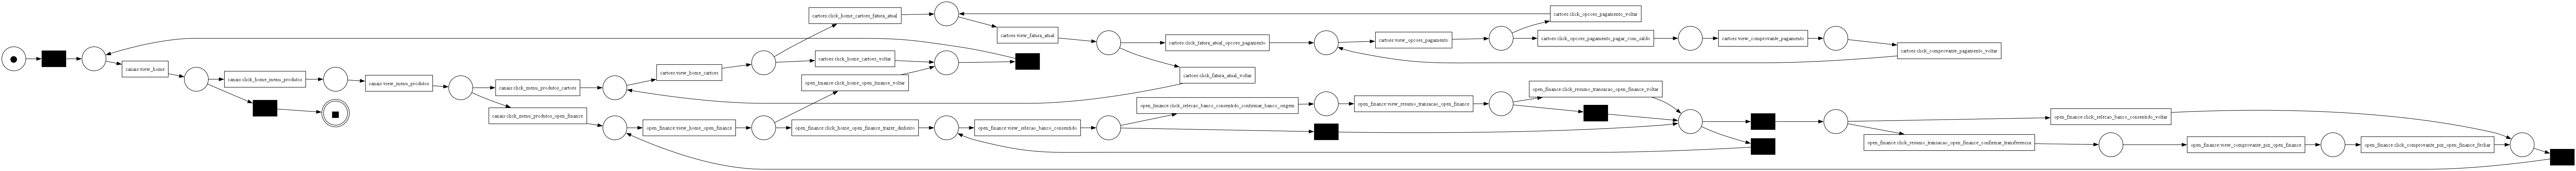 cartoes:click_home_cartoes_fatura_atual
cartoes:click_opcoes_pagamento_voltar
cartoes:view_fatura_atual
cartoes:click_fatura_atual_opcoes_pagamento
cartoes:view_opcoes_pagamento
cartoes:click_opcoes_pagamento_pagar_com_saldo
cartoes:view_comprovante_pagamento
cartoes:click_comprovante_pagamento_voltar
canais:view_home
canais:click_home_menu_produtos
canais:view_menu_produtos
canais:click_menu_produtos_cartoes
cartoes:view_home_cartoes
cartoes:click_home_cartoes_voltar
open_finance:click_home_open_finance_voltar
cartoes:click_fatura_atual_voltar
canais:click_menu_produtos_open_finance
open_finance:view_home_open_finance
open_finance:click_home_open_finance_trazer_dinheiro
open_finance:view_selecao_banco_consentido
open_finance:click_selecao_banco_consentido_confirmar_banco_origem
open_finance:view_resumo_transacao_open_finance
open_finance:click_resumo_transacao_open_finance_voltar
open_finance:click_selecao_banco_consentido_voltar
open_finance:click_resumo_transacao_open_finance_confirmar_transferencia
open_finance:view_comprovante_pix_open_finance
open_finance:click_comprovante_pix_open_finance_fechar